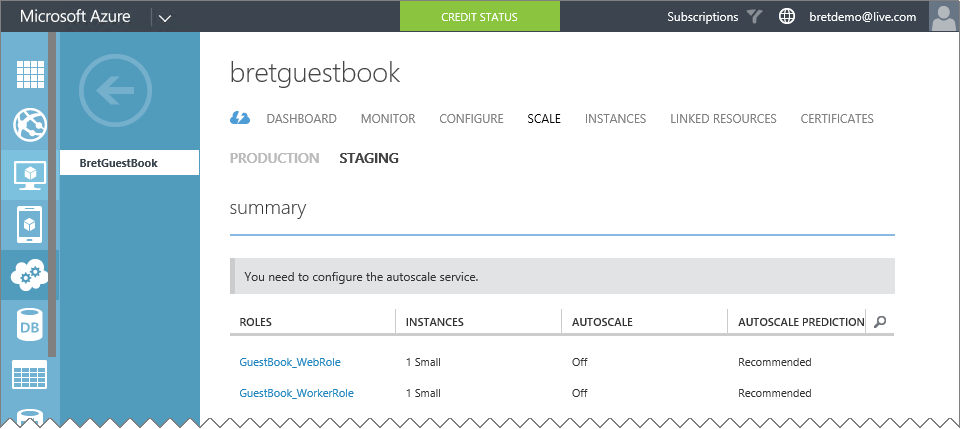 Microsoft Azure CREDIT STATUS Subscriptions bretdemo@live.com
bretguestbook
DASHBOARD MONITOR CONFIGURE SCALE INSTANCES LINKED RESOURCES CERTIFICATES
BretGuestBook
PRODUCTION STAGING
summary
You need to configure the autoscale service.
ROLES INSTANCES AUTOSCALE AUTOSCALE PREDICTION
GuestBook_WebRole 1 Small Off Recommended
DB
GuestBook_WorkerRole 1 Small Off Recommended